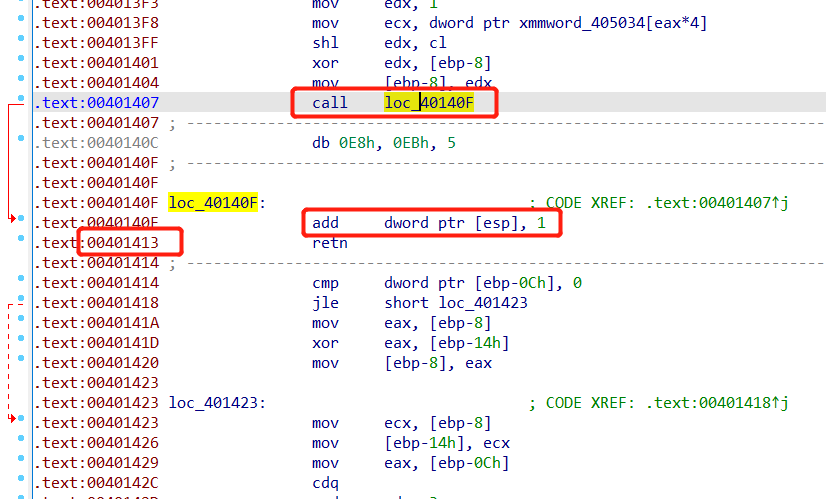 .text:004013F3 mov edx, 1
.text:004013F8 mov ecx, dword ptr xmmword_405034[eax*4]
.text:004013FF shl edx, cl
.text:00401401 xor edx, [ebp-8]
.text:00401404 mov [ebp-8], edx
.text:00401407 call loc_40140F
.text:00401407 ; ---------------------------------------------------------------------------
.text:0040140C db 0E8h, 0EBh, 5
.text:0040140F ; ---------------------------------------------------------------------------
.text:0040140F
.text:0040140F loc_40140F: ; CODE XREF: .text:00401407↑j
.text:0040140F add dword ptr [esp], 1
.text:00401413 retn
.text:00401414 ; ---------------------------------------------------------------------------
.text:00401414 cmp dword ptr [ebp-0Ch], 0
.text:00401418 jle short loc_401423
.text:0040141A mov eax, [ebp-8]
.text:0040141D xor eax, [ebp-14h]
.text:00401420 mov [ebp-8], eax
.text:00401423
.text:00401423 loc_401423: ; CODE XREF: .text:00401418↑j
.text:00401423 mov ecx, [ebp-8]
.text:00401426 mov [ebp-14h], ecx
.text:00401429 mov eax, [ebp-0Ch]
.text:0040142C cdq